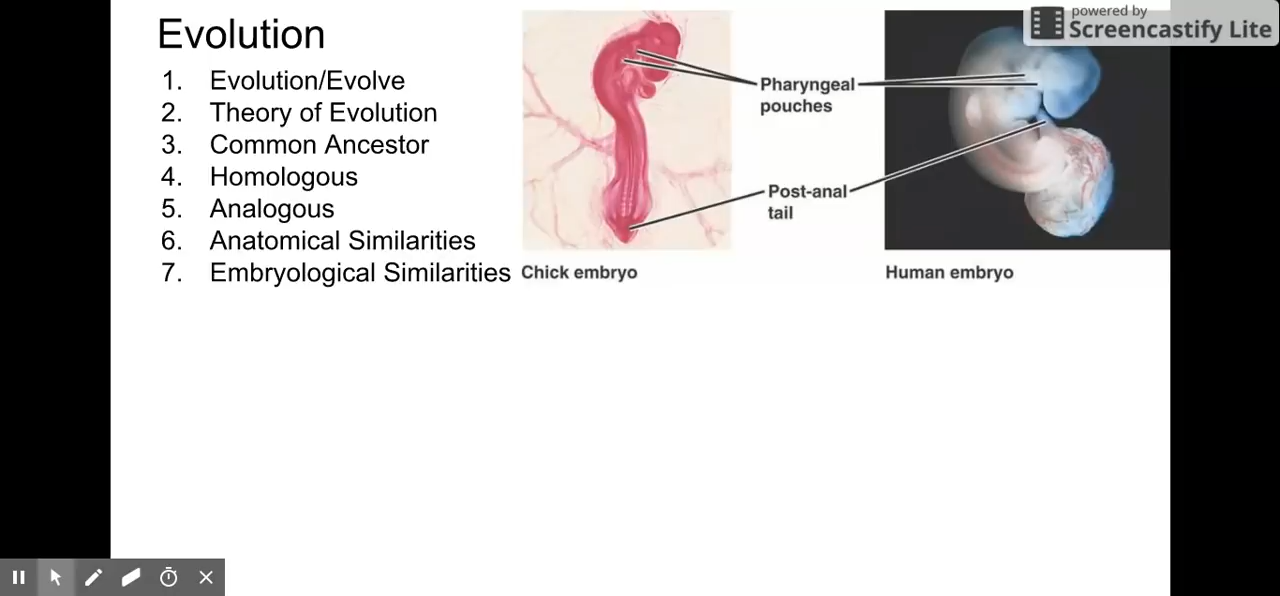 Evolution
1. Evolution/Evolve
2. Theory of Evolution
3. Common Ancestor
4. Homologous
5. Analogous
6. Anatomical Similarities
7. Embryological Similarities
Pharyngeal
pouches
Post-anal
tail
Chick embryo
Human embryo
powered by
Screencastify Lite